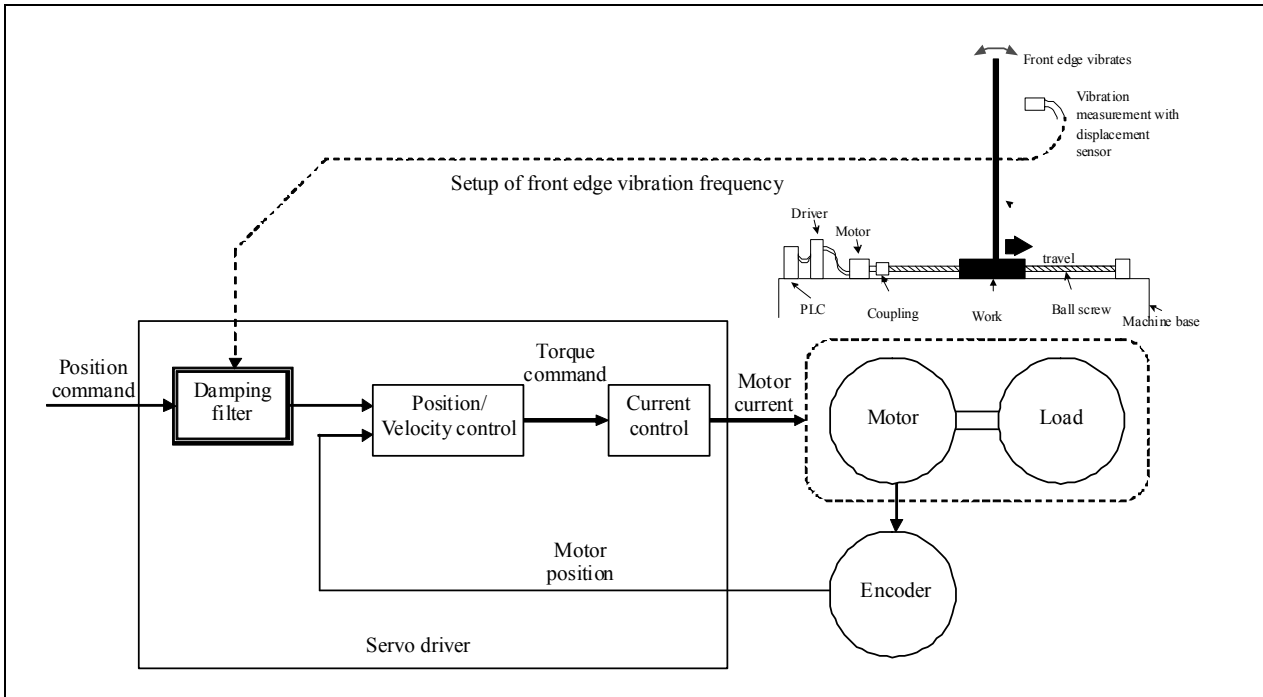 Front edge vibrates
Vibration
measurement with
displacement
sensor
Setup of front edge vibration frequency
Driver
Motor
travel
PLC
Coupling
Work
Ball screw
Machine base
Position
command
Damping
filter
Position/
Velocity control
Torque
command
Current
control
Motor
current
Motor
Load
Motor
position
Encoder
Servo driver